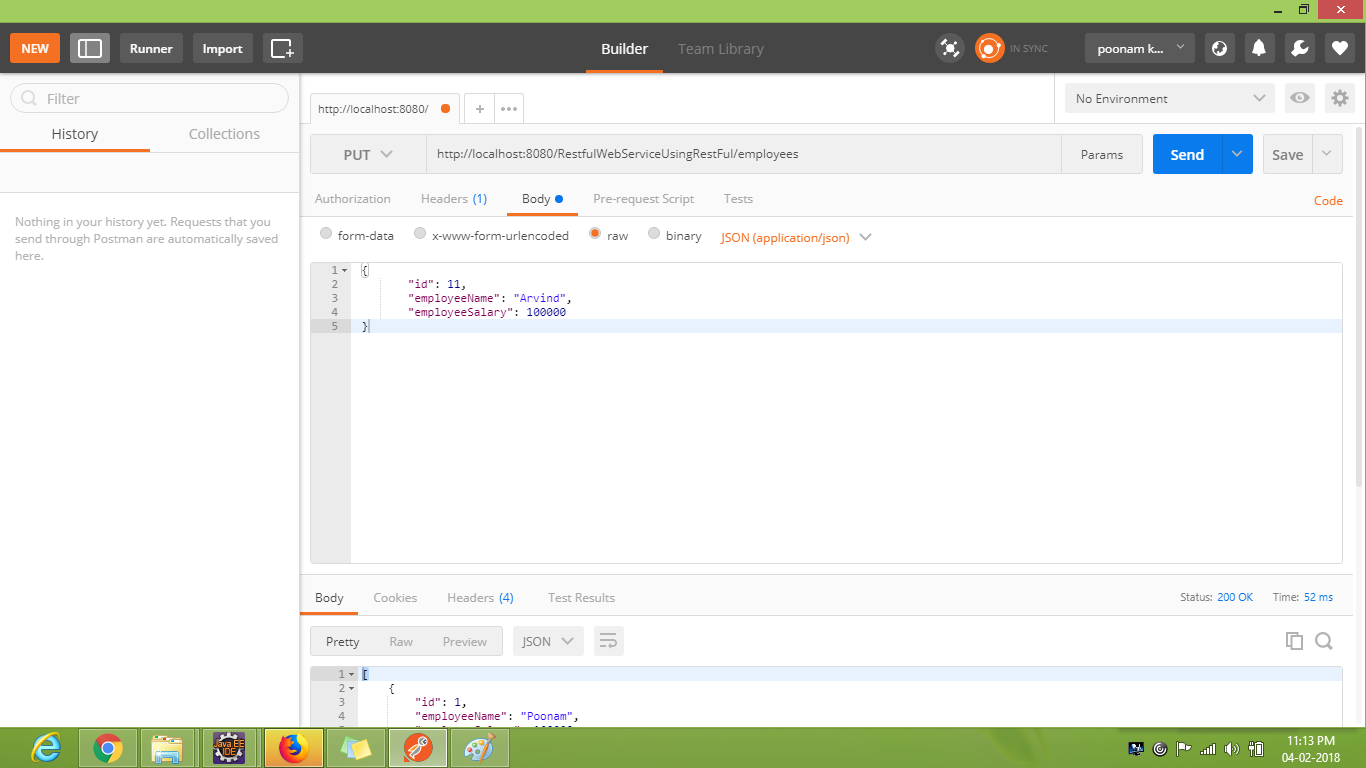 NEW
Runner
Import
Builder
Team Library
IN SYNC
poonam k...
Filter
History
Collections
Nothing in your history yet. Requests that you
send through Postman are automatically saved
here.
http://localhost:8080/
No Environment
PUT
http://localhost:8080/RestfulWebServiceUsingRestFul/employees
Params
Send
Save
Authorization
Headers (1)
Body
Pre-request Script
Tests
Code
form-data
x-www-form-urlencoded
raw
binary
JSON (application/json)
1 {
2 "id": 11,
3 "employeeName": "Arvind",
4 "employeeSalary": 100000
5 }
Body
Cookies
Headers (4)
Test Results
Status: 200 OK
Time: 52 ms
Pretty
Raw
Preview
JSON
1 [
2 {
3 "id": 1,
4 "employeeName": "Poonam",
Java EE
IDE
11:13 PM
04-02-2018